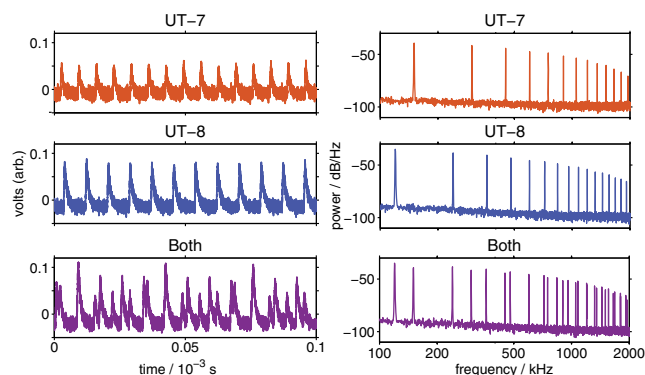 UT−7
0.1
0
UT−8
0.1
0
volts (arb.)
Both
0.1
0
0
0.05
0.1
time / 10−3 s
UT−7
−50
−100
UT−8
−50
−100
power / dB/Hz
Both
−50
−100
100
200
500
1000
2000
frequency / kHz